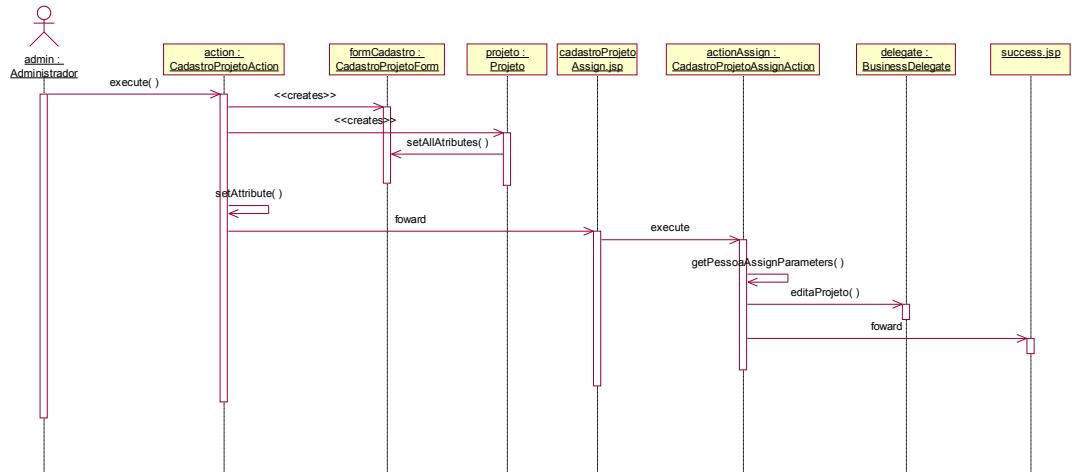 admin :
Administrador
action :
CadastroProjetoAction
formCadastro :
CadastroProjetoForm
projeto :
Projeto
cadastroProjeto
Assign.jsp
actionAssign :
CadastroProjetoAssignAction
delegate :
BusinessDelegate
success.jsp
execute( )
<<creates>>
<<creates>>
setAllAtributes( )
setAttribute( )
foward
execute
getPessoaAssignParameters( )
editaProjeto( )
foward